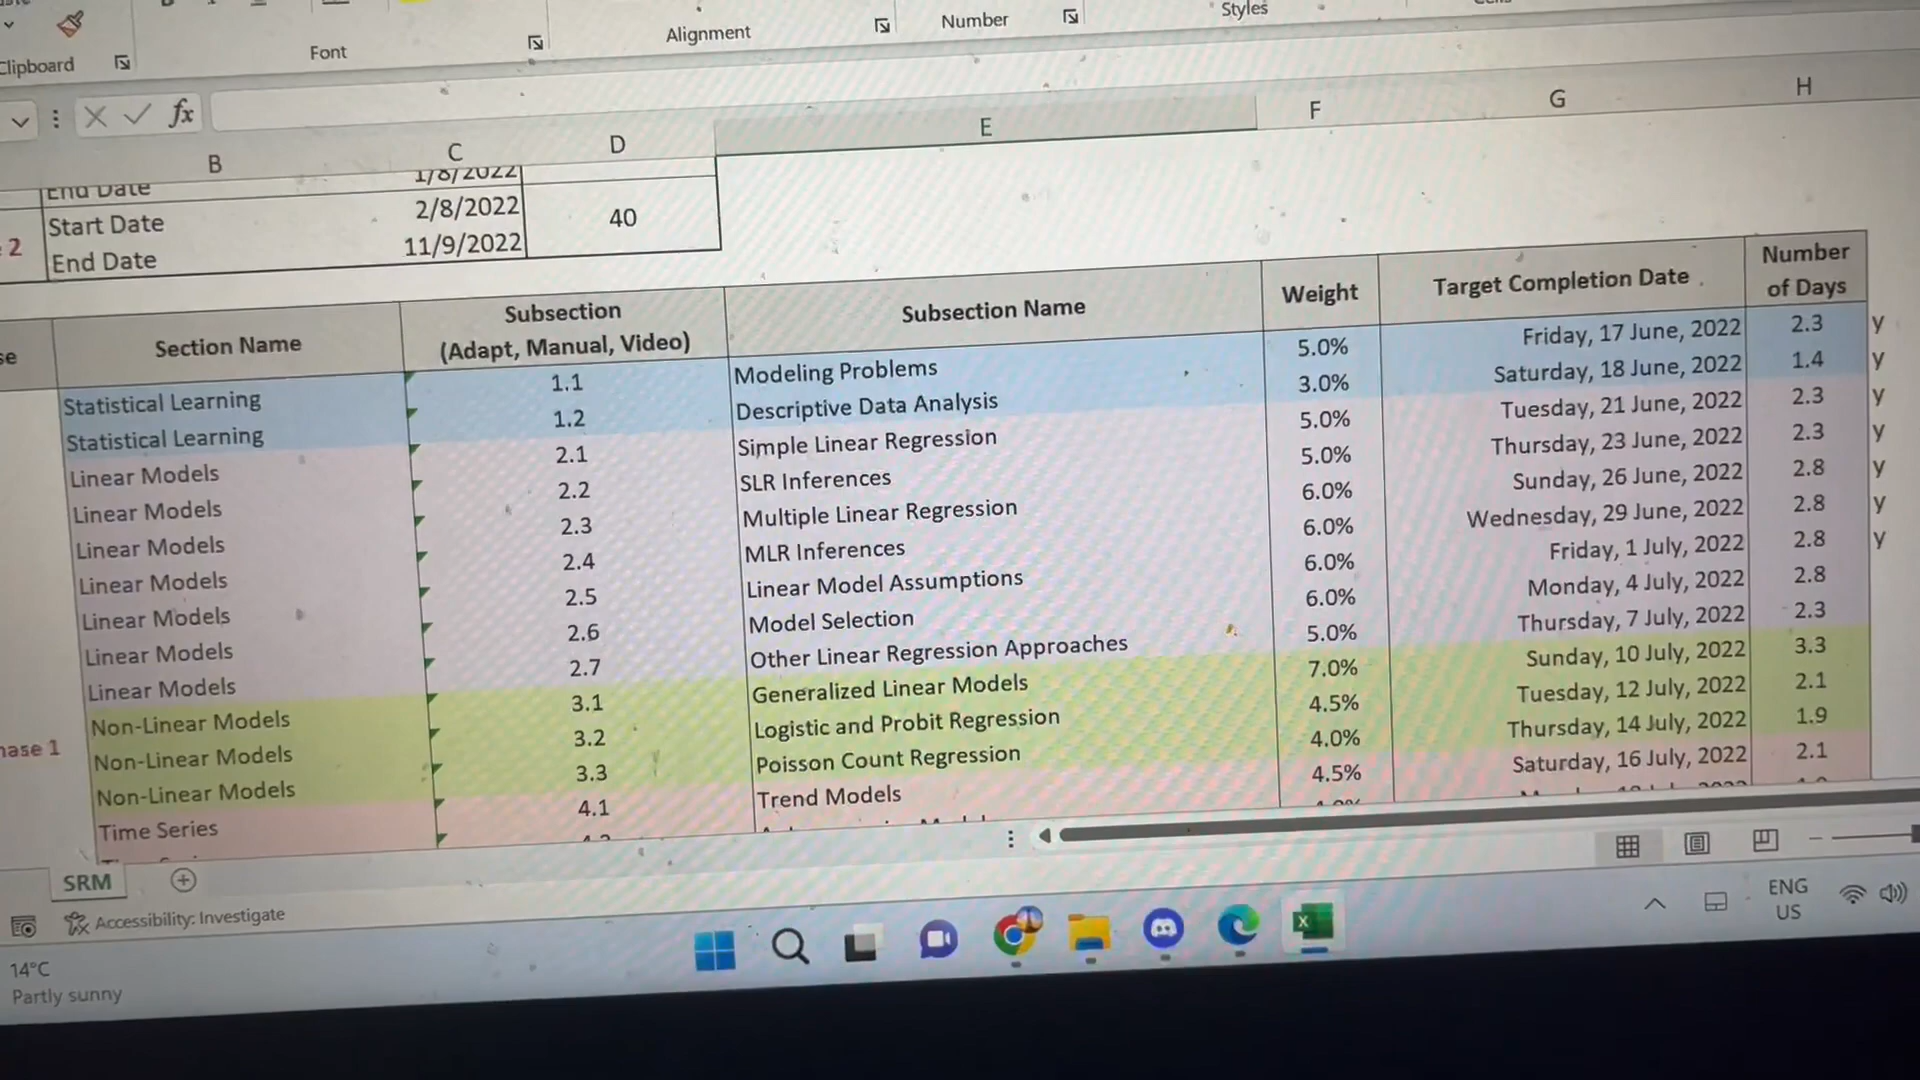 Styles
Clipboard Font Alignment Number
fx
B C D E F G H
End Date 1/8/2022
2 Start Date 2/8/2022 40
End Date 11/9/2022
Section Name Subsection (Adapt, Manual, Video) Subsection Name Weight Target Completion Date Number of Days
Statistical Learning 1.1 Modeling Problems 5.0% Friday, 17 June, 2022 2.3 y
Statistical Learning 1.2 Descriptive Data Analysis 3.0% Saturday, 18 June, 2022 1.4 y
Linear Models 2.1 Simple Linear Regression 5.0% Tuesday, 21 June, 2022 2.3 y
Linear Models 2.2 SLR Inferences 5.0% Thursday, 23 June, 2022 2.3 y
Linear Models 2.3 Multiple Linear Regression 6.0% Sunday, 26 June, 2022 2.8 y
Linear Models 2.4 MLR Inferences 6.0% Wednesday, 29 June, 2022 2.8 y
Linear Models 2.5 Linear Model Assumptions 6.0% Friday, 1 July, 2022 2.8 y
Linear Models 2.6 Model Selection 6.0% Monday, 4 July, 2022 2.8
Linear Models 2.7 Other Linear Regression Approaches 5.0% Thursday, 7 July, 2022 2.3
Non-Linear Models 3.1 Generalized Linear Models 7.0% Sunday, 10 July, 2022 3.3
Non-Linear Models 3.2 Logistic and Probit Regression 4.5% Tuesday, 12 July, 2022 2.1
Non-Linear Models 3.3 Poisson Count Regression 4.0% Thursday, 14 July, 2022 1.9
hase 1 Time Series 4.1 Trend Models 4.5% Saturday, 16 July, 2022 2.1
SRM
Accessibility: Investigate
14°C
Partly sunny
ENG
US